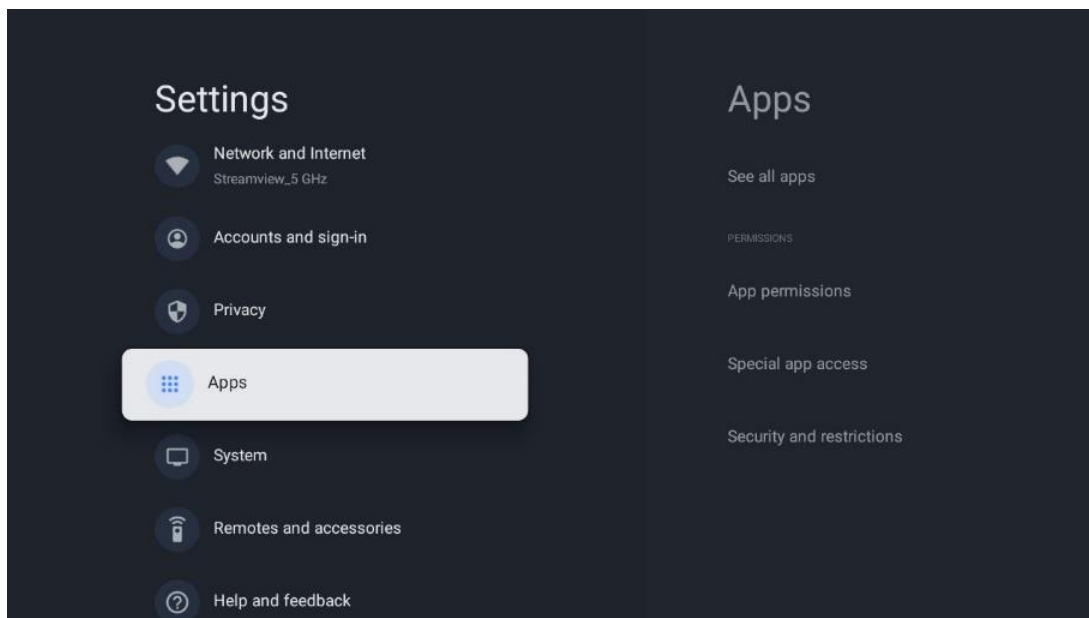 Settings
Network and Internet
Streamview_5 GHz
Accounts and sign-in
Privacy
Apps
System
Remotes and accessories
Help and feedback
Apps
See all apps
PERMISSIONS
App permissions
Special app access
Security and restrictions